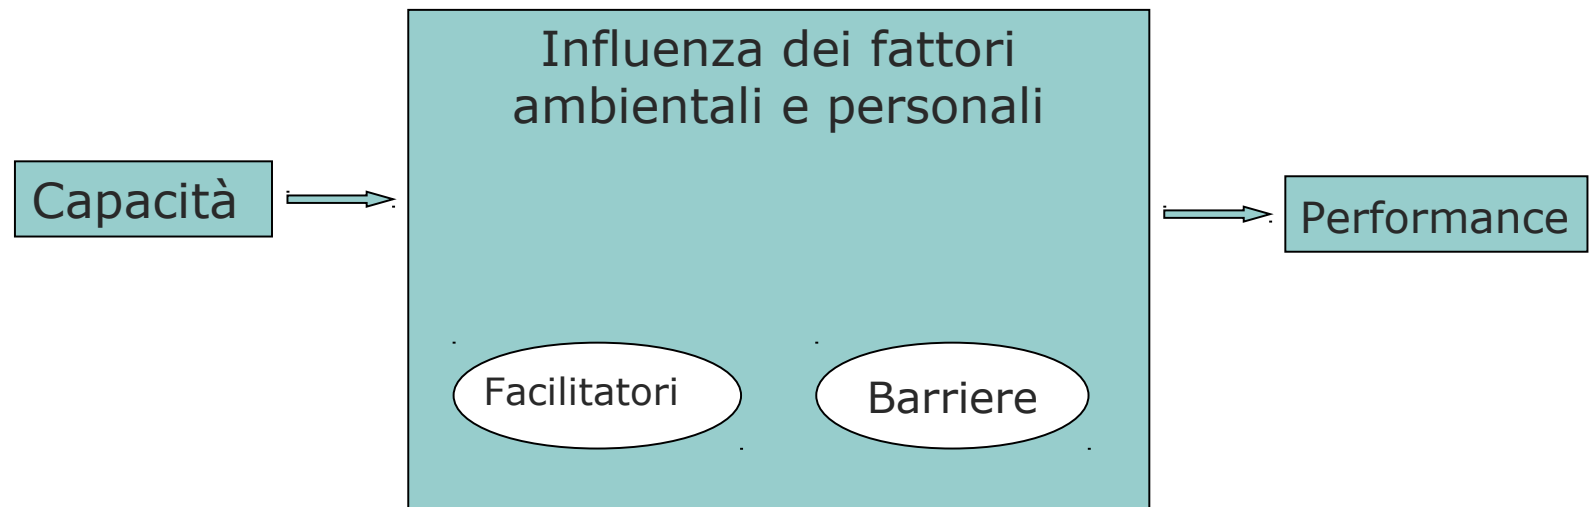 Influenza dei fattori
ambientali e personali
Capacità
Performance
Facilitatori
Barriere